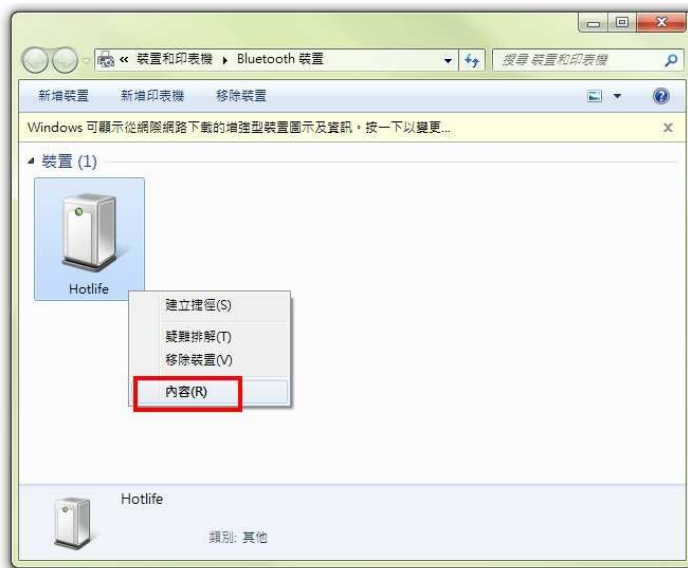 « 裝置和印表機 ▸ Bluetooth 裝置
搜尋 裝置和印表機
新增裝置 新增印表機 移除裝置
Windows 可顯示從網際網路下載的增強型裝置圖示及資訊。按一下以變更...
裝置 (1)
Hotlife
建立捷徑(S)
疑難排解(T)
移除裝置(V)
內容(R)
Hotlife
類別: 其他